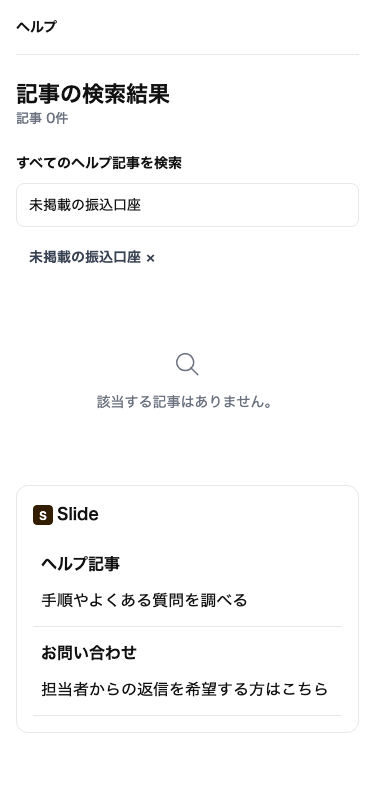 ヘルプ
記事の検索結果
記事 0件
すべてのヘルプ記事を検索
未掲載の振込口座
未掲載の振込口座 ×
該当する記事はありません。
S Slide
ヘルプ記事
手順やよくある質問を調べる
お問い合わせ
担当者からの返信を希望する方はこちら